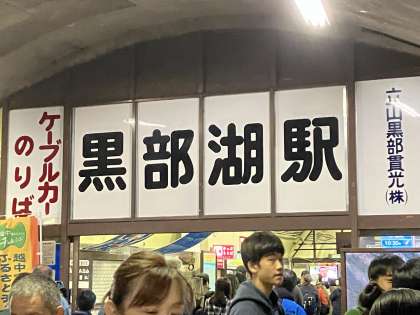 ケーブルカー
のりば
黒部湖駅
立山黒部貫光㈱